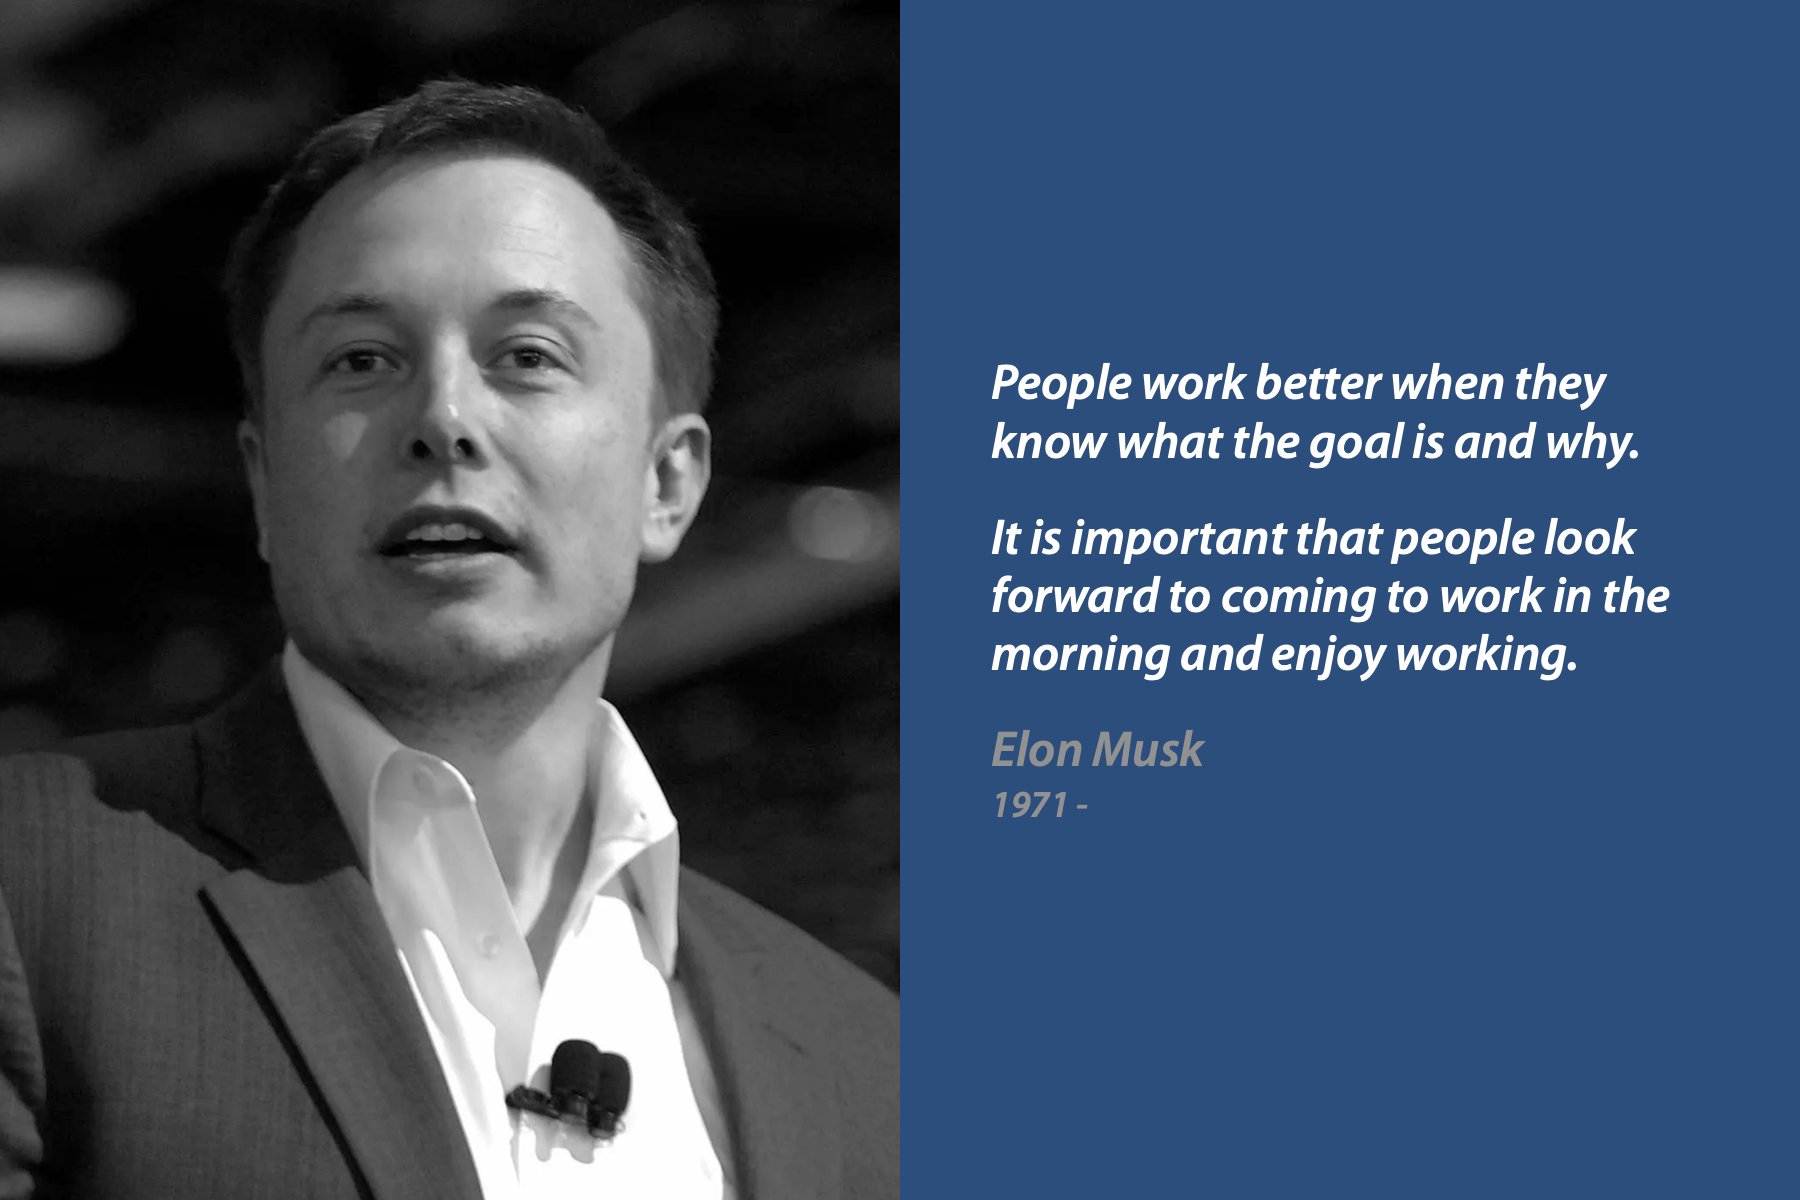 People work better when they
know what the goal is and why.
It is important that people look
forward to coming to work in the
morning and enjoy working.
Elon Musk
1971 -